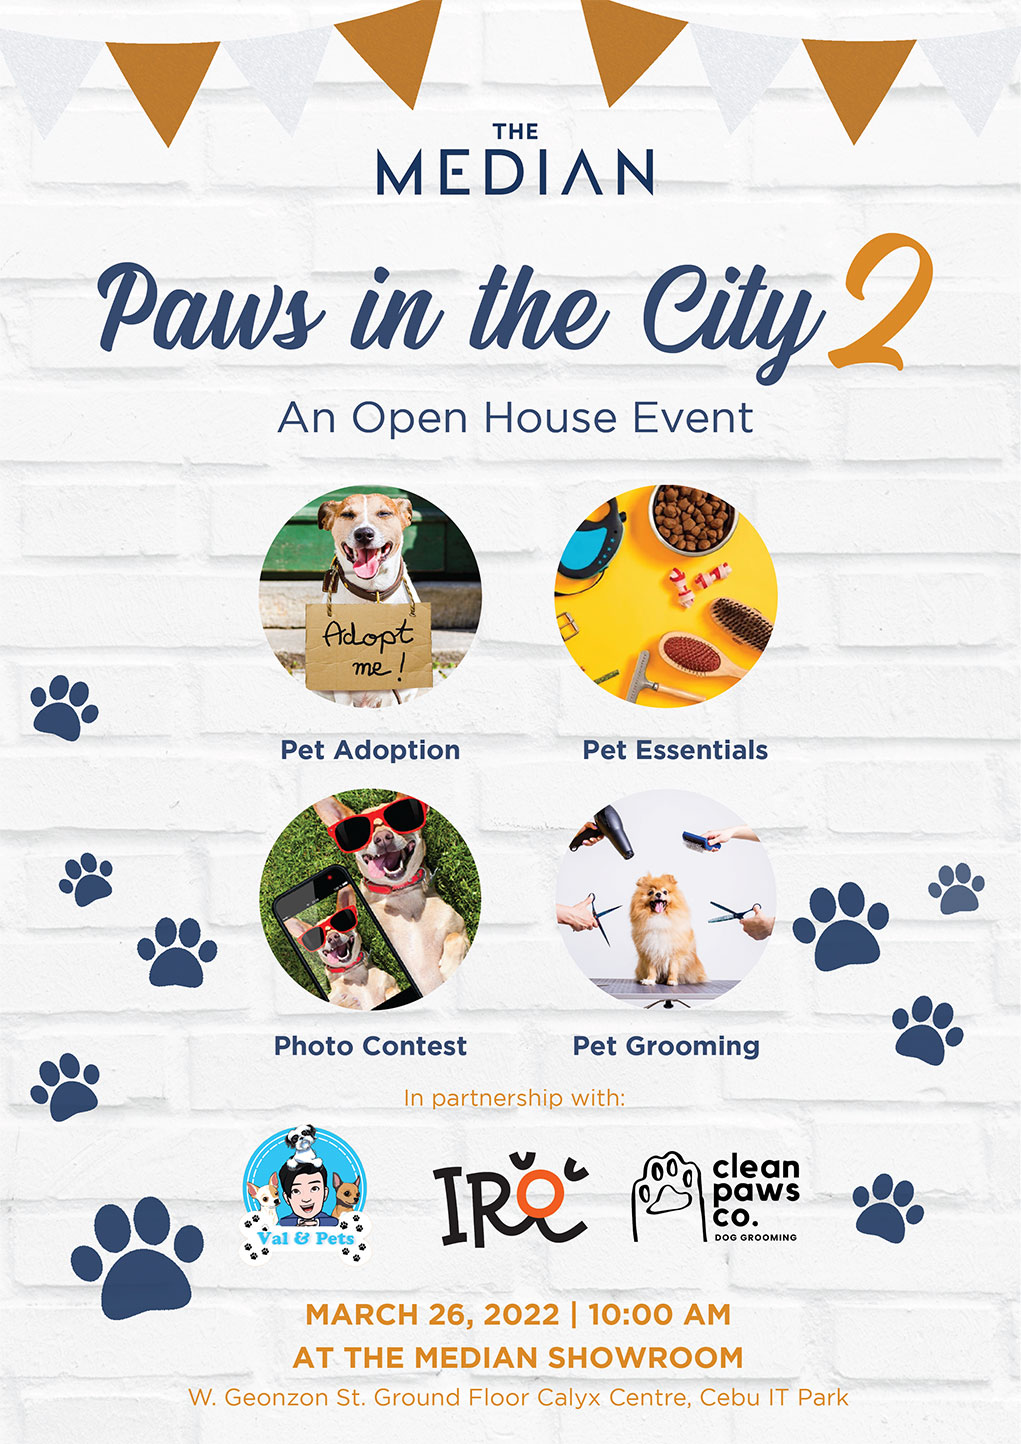 THE
MEDIAN
Paws in the City 2
An Open House Event
Adopt
me!
Pet Adoption
Pet Essentials
Photo Contest
Pet Grooming
In partnership with:
Val & Pets
IROC
clean
paws
co.
DOG GROOMING
MARCH 26, 2022 | 10:00 AM
AT THE MEDIAN SHOWROOM
W. Geonzon St. Ground Floor Calyx Centre, Cebu IT Park